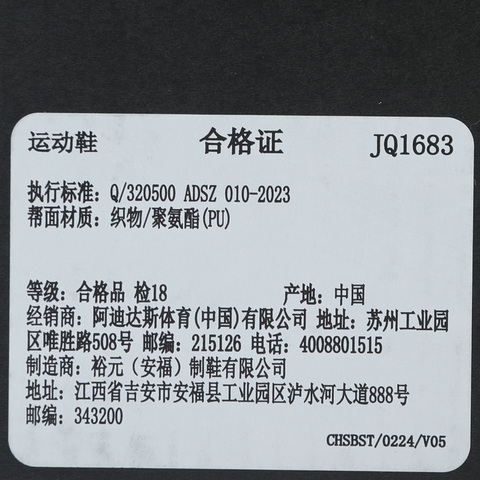 运动鞋 合格证 JQ1683
执行标准: Q/320500 ADSZ 010-2023
帮面材质: 织物/聚氨酯(PU)
等级: 合格品 检18 产地: 中国
经销商: 阿迪达斯体育(中国)有限公司 地址: 苏州工业园
区唯胜路508号 邮编: 215126 电话: 4008801515
制造商: 裕元 (安福) 制鞋有限公司
地址: 江西省吉安市安福县工业园区泸水河大道888号
邮编: 343200
CHSBST/0224/V05